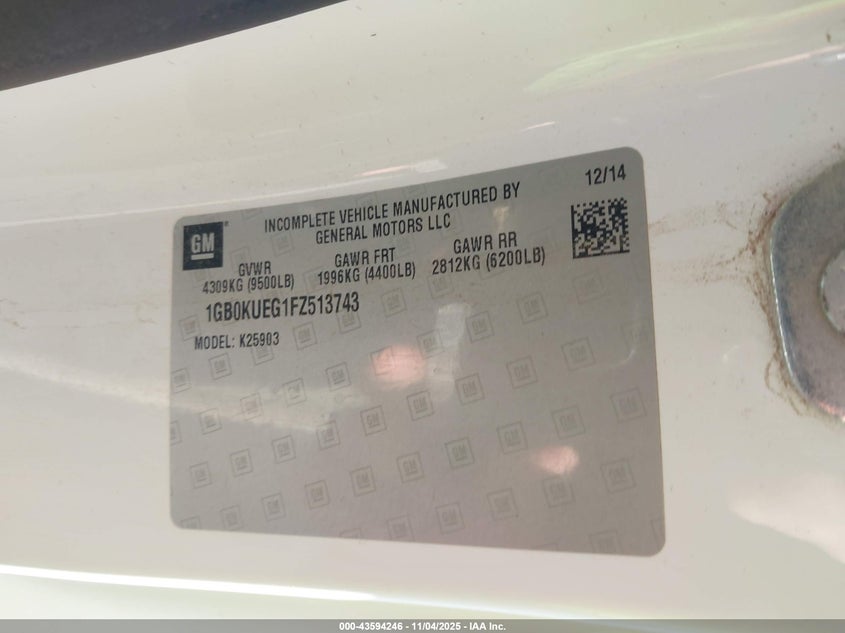 12/14
GM
INCOMPLETE VEHICLE MANUFACTURED BY
GENERAL MOTORS LLC
GVWR GAWR FRT GAWR RR
4309KG (9500LB) 1996KG (4400LB) 2812KG (6200LB)
1GB0KUEG1FZ513743
MODEL: K25903
000-43594246 - 11/04/2025 - IAA Inc.